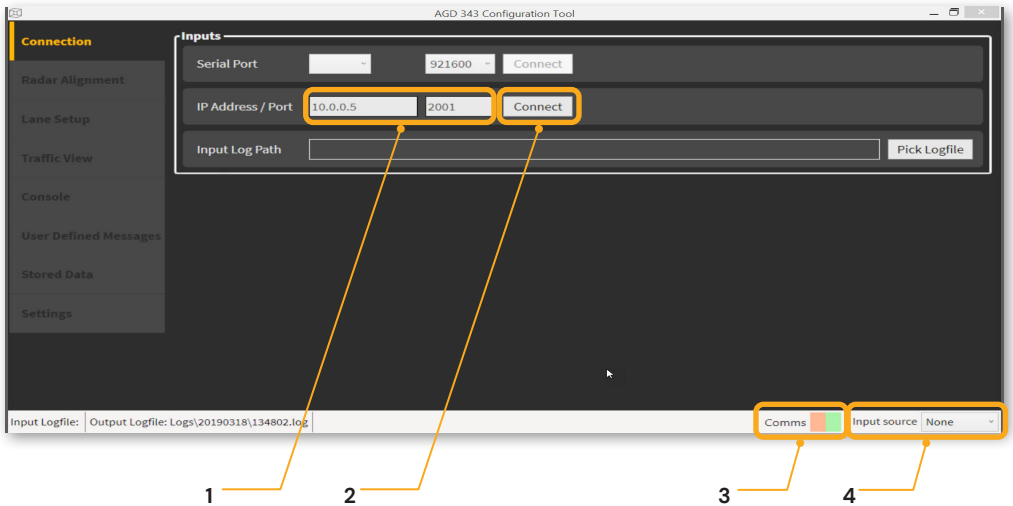 AGD 343 Configuration Tool
Connection
Radar Alignment
Lane Setup
Traffic View
Console
User Defined Messages
Stored Data
Settings
Inputs
Serial Port 921600 Connect
IP Address / Port 10.0.0.5 2001 Connect
Input Log Path Pick Logfile
Input Logfile: Output Logfile: Logs\20190318\134802.log Comms Input source None
1 2 3 4